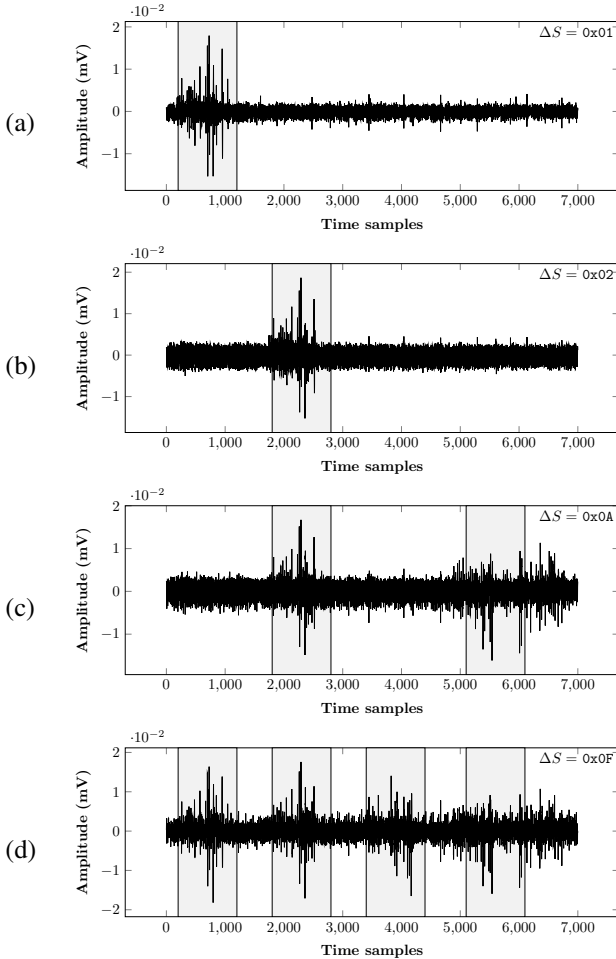 ·10−2
ΔS = 0x01
2
1
0
−1
Amplitude (mV)
(a)
0 1,000 2,000 3,000 4,000 5,000 6,000 7,000
Time samples
·10−2
ΔS = 0x02
2
1
0
−1
Amplitude (mV)
(b)
0 1,000 2,000 3,000 4,000 5,000 6,000 7,000
Time samples
·10−2
ΔS = 0x0A
2
1
0
−1
Amplitude (mV)
(c)
0 1,000 2,000 3,000 4,000 5,000 6,000 7,000
Time samples
·10−2
ΔS = 0x0F
2
1
0
−1
−2
Amplitude (mV)
(d)
0 1,000 2,000 3,000 4,000 5,000 6,000 7,000
Time samples